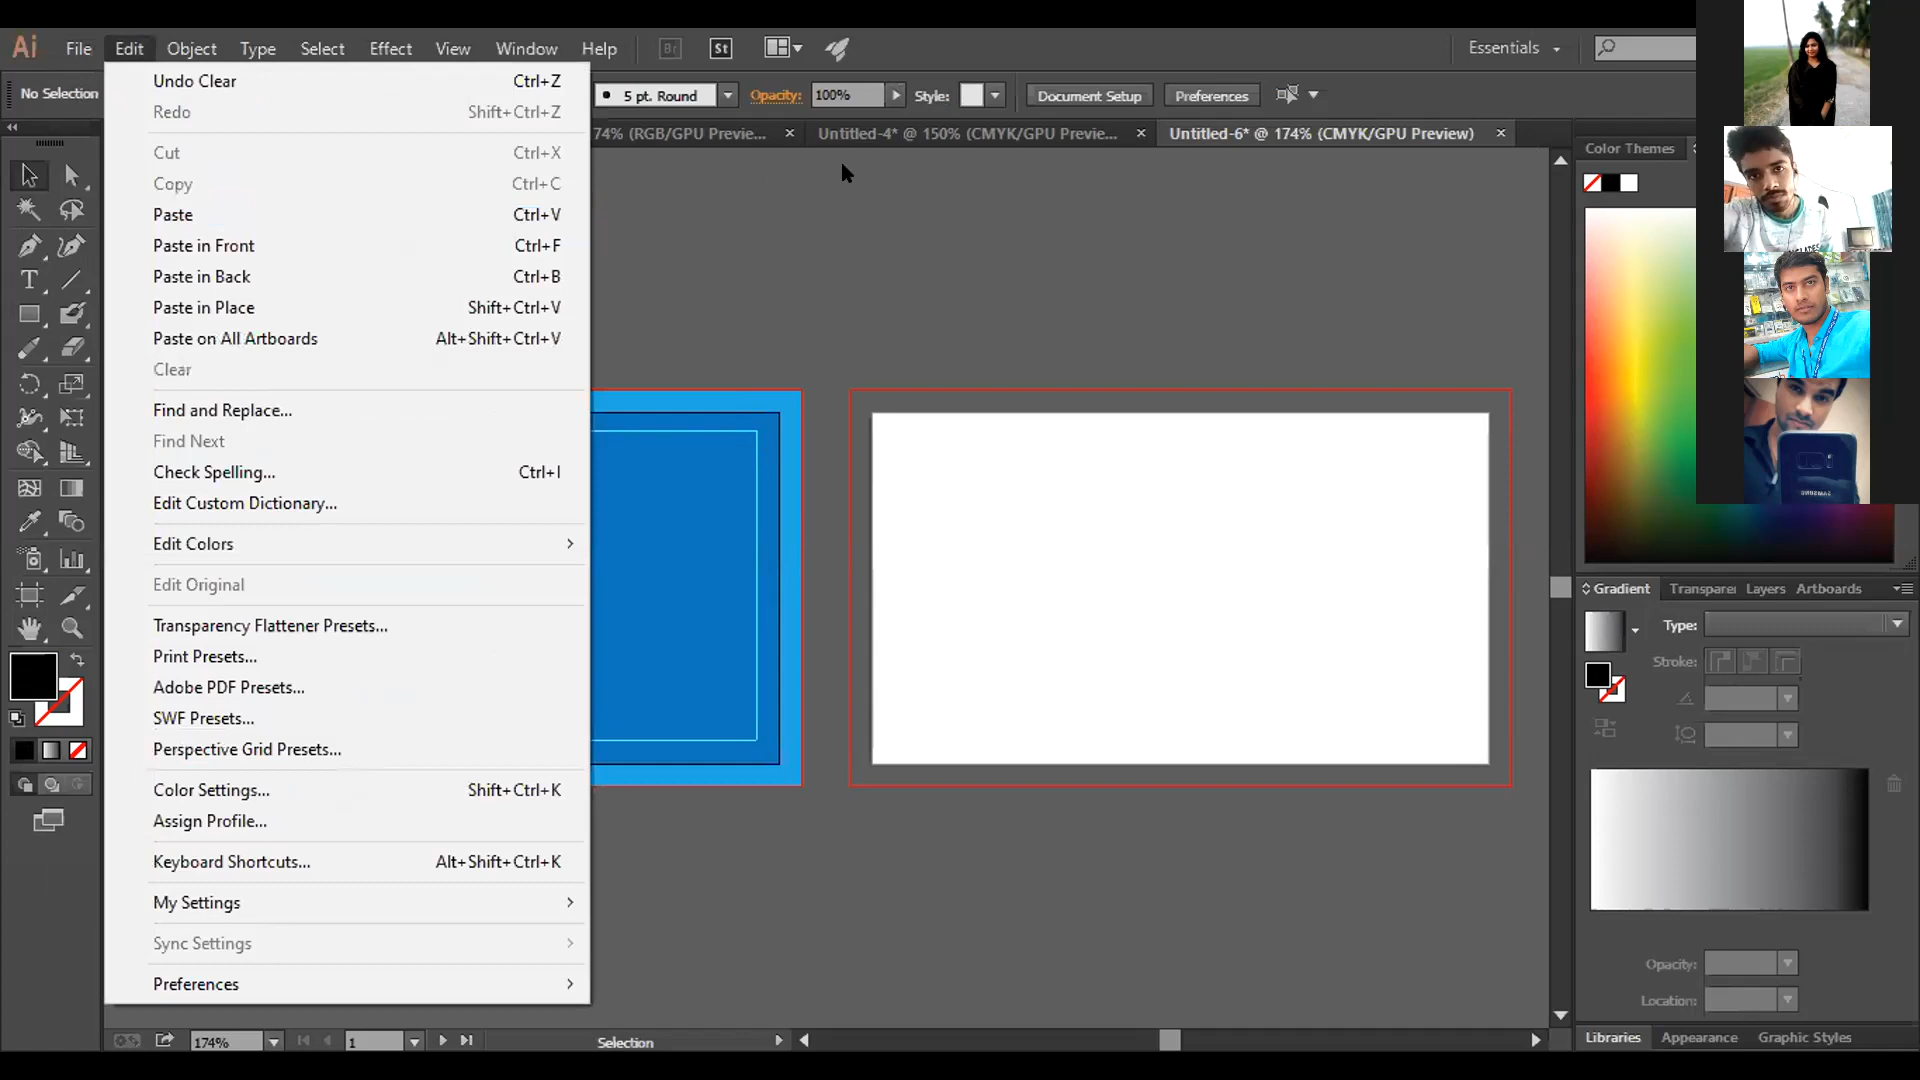 Ai File Edit Object Type Select Effect View Window Help Br St Essentials
No Selection 5 pt. Round Opacity: 100% Style: Document Setup Preferences
74% (RGB/GPU Previe... × Untitled-4* @ 150% (CMYK/GPU Previe... × Untitled-6* @ 174% (CMYK/GPU Preview) ×
Undo Clear Ctrl+Z
Redo Shift+Ctrl+Z
Cut Ctrl+X
Copy Ctrl+C
Paste Ctrl+V
Paste in Front Ctrl+F
Paste in Back Ctrl+B
Paste in Place Shift+Ctrl+V
Paste on All Artboards Alt+Shift+Ctrl+V
Clear
Find and Replace...
Find Next
Check Spelling... Ctrl+I
Edit Custom Dictionary...
Edit Colors
Edit Original
Transparency Flattener Presets...
Print Presets...
Adobe PDF Presets...
SWF Presets...
Perspective Grid Presets...
Color Settings... Shift+Ctrl+K
Assign Profile...
Keyboard Shortcuts... Alt+Shift+Ctrl+K
My Settings
Sync Settings
Preferences
Color Themes
SAMSUNG
Gradient Transparei Layers Artboards
Type:
Stroke:
Opacity:
Location:
Libraries Appearance Graphic Styles
174% 1 Selection